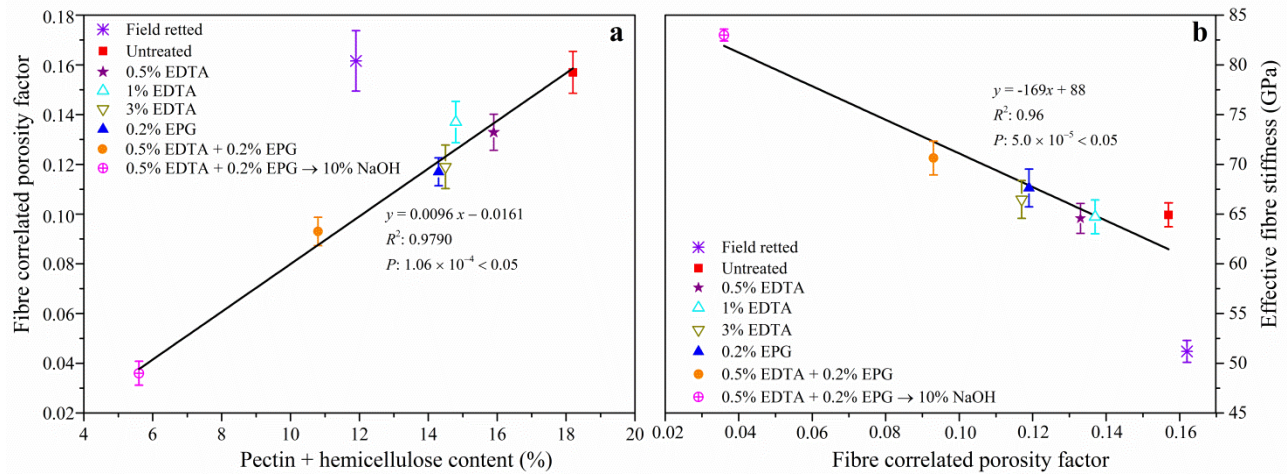 a
Field retted
Untreated
0.5% EDTA
1% EDTA
3% EDTA
0.2% EPG
0.5% EDTA + 0.2% EPG
0.5% EDTA + 0.2% EPG → 10% NaOH
y = 0.0096 x – 0.0161
R²: 0.9790
P: 1.06 × 10⁻⁴ < 0.05
Fibre correlated porosity factor
0.18
0.16
0.14
0.12
0.10
0.08
0.06
0.04
0.02
4 6 8 10 12 14 16 18 20
Pectin + hemicellulose content (%)
b
y = -169x + 88
R²: 0.96
P: 5.0 × 10⁻⁵ < 0.05
Field retted
Untreated
0.5% EDTA
1% EDTA
3% EDTA
0.2% EPG
0.5% EDTA + 0.2% EPG
0.5% EDTA + 0.2% EPG → 10% NaOH
85
80
75
70
65
60
55
50
45
Effective fibre stiffness (GPa)
0.02 0.04 0.06 0.08 0.10 0.12 0.14 0.16
Fibre correlated porosity factor